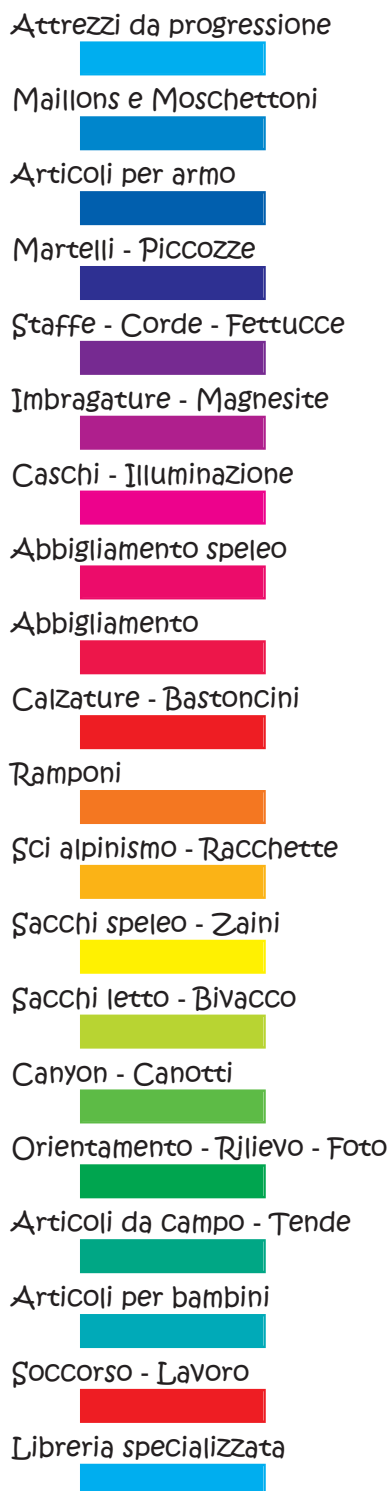 Attrezzi da progressione
Maillons e Moschettoni
Articoli per armo
Martelli - Piccozze
Staffe - Corde - Fettucce
Imbragature - Magnesite
Caschi - Illuminazione
Abbigliamento speleo
Abbigliamento
Calzature - Bastoncini
Ramponi
Sci alpinismo - Racchette
Sacchi speleo - Zaini
Sacchi letto - Bivacco
Canyon - Canotti
Orientamento - Rilievo - Foto
Articoli da campo - Tende
Articoli per bambini
Soccorso - Lavoro
Libreria specializzata